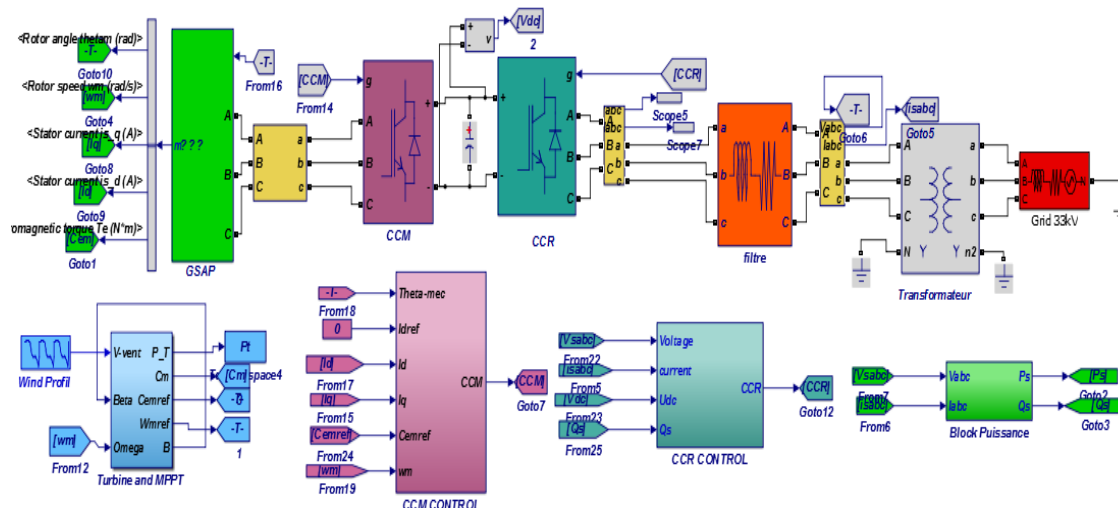 <Rotor angle thetam (rad)>
-T-
Goto10
<Rotor speed wm (rad/s)>
[wm]
Goto4
<Stator current is_q (A)>
[Iq]
Goto8
<Stator current is_d (A)>
[Id]
Goto9
romagnetic torque Te (N*m)>
[Cem]
Goto1
m???
A
B
C
GSAP
-T-
From16
A
B
C
a
b
c
[CCM]
From14
g
A
B
C
+
-
CCM
+
-
v
[Vdc]
2
g
+
-
A
B
C
CCR
[CCR]
Iabc
A
B
C
a
b
c
Scope5
Scope7
a
b
c
A
B
C
filtre
Vabc
A
Iabc
B
C
a
b
c
-T-
Goto6
[isabc]
Goto5
A
B
C
N
a
b
c
n2
Y
Y
Transformateur
A
B
C
N
Grid 33kV
Wind Profil
V-vent
Beta
Omega
P_T
Cm
Cemref
Wmref
B
Turbine and MPPT
[wm]
From12
Pt
[Cm]
space4
-T-
1
-T-
From18
0
[Id]
From17
[Iq]
From15
[Cemref]
From24
[wm]
From19
Theta-mec
Idref
Id
Iq
Cemref
wm
CCM
CCM CONTROL
[CCM]
Goto7
[Vsabc]
From22
[isabc]
From5
[Vdc]
From23
[Qs]
From25
Voltage
current
Udc
Qs
CCR
CCR CONTROL
[CCR]
Goto12
[Vsabc]
From7
[isabc]
From6
Vabc
Iabc
Ps
Qs
Block Puissance
[Ps]
Goto2
[Qs]
Goto3